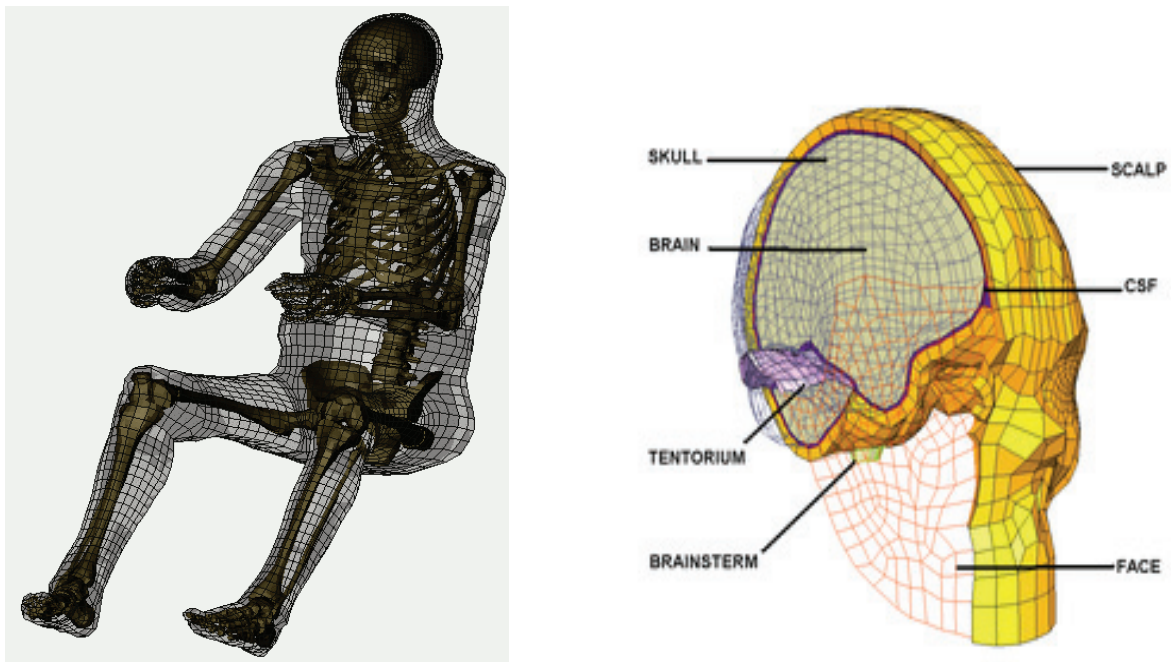 SKULL
SCALP
BRAIN
CSF
TENTORIUM
BRAINSTERM
FACE